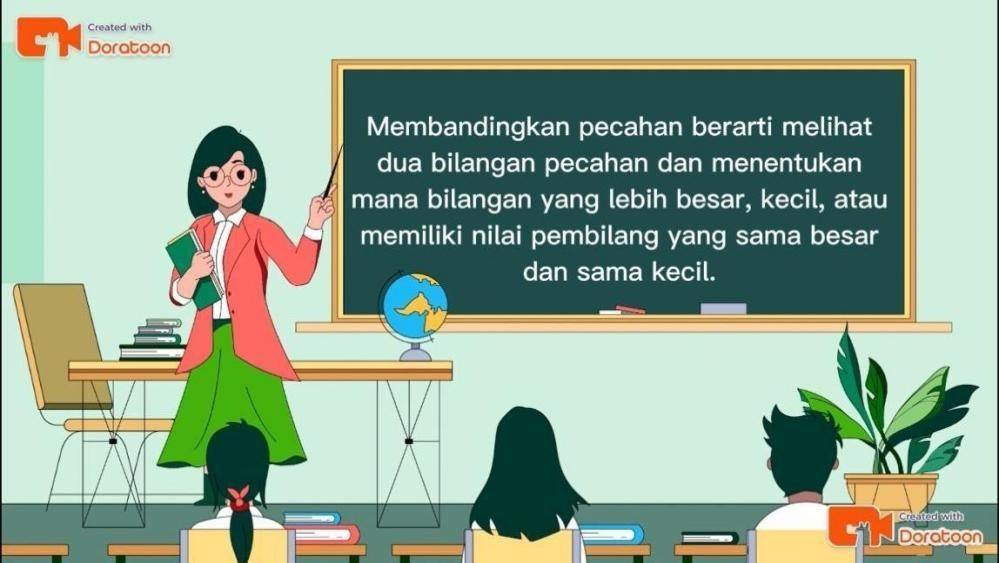 Created with
Doratoon
Membandingkan pecahan berarti melihat
dua bilangan pecahan dan menentukan
mana bilangan yang lebih besar, kecil, atau
memiliki nilai pembilang yang sama besar
dan sama kecil.
Created with
Doratoon